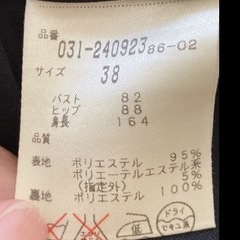 品番
031-240923 86-02
サイズ
38
バスト 82
ヒップ 88
身長 164
品質
表地 ポリエステル 95%
ポリエーテルエステル系
(指定外) 5%
裏地 ポリエステル 100%
低
ドライ
セキユ系